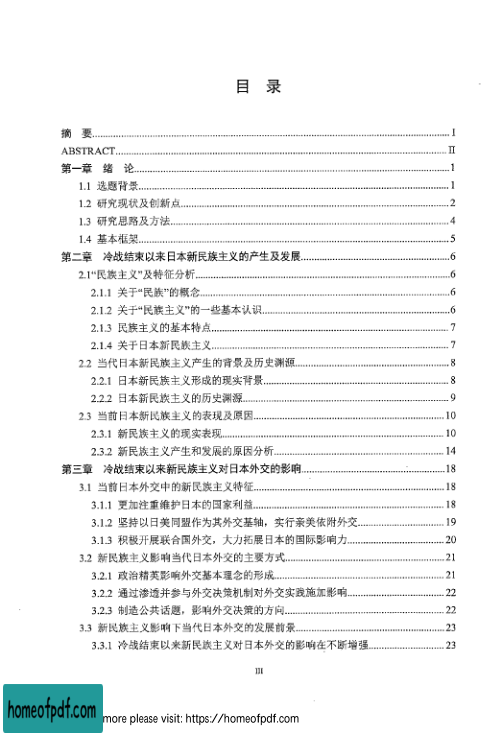 目 录
摘 要........................I
ABSTRACT........................II
第一章 绪 论........................1
1.1 选题背景........................1
1.2 研究现状及创新点........................2
1.3 研究思路及方法........................4
1.4 基本框架........................5
第二章 冷战结束以来日本新民族主义的产生及发展........................6
2.1“民族主义”及特征分析........................6
2.1.1 关于“民族”的概念........................6
2.1.2 关于“民族主义”的一些基本认识........................6
2.1.3 民族主义的基本特点........................7
2.1.4 关于日本新民族主义........................7
2.2 当代日本新民族主义产生的背景及历史渊源........................8
2.2.1 日本新民族主义形成的现实背景........................8
2.2.2 日本新民族主义的历史渊源........................9
2.3 当前日本新民族主义的表现及原因........................10
2.3.1 新民族主义的现实表现........................10
2.3.2 新民族主义产生和发展的原因分析........................14
第三章 冷战结束以来新民族主义对日本外交的影响........................18
3.1 当前日本外交中的新民族主义特征........................18
3.1.1 更加注重维护日本的国家利益........................18
3.1.2 坚持以日美同盟作为其外交基轴，实行亲美依附外交........................19
3.1.3 积极开展联合国外交，大力拓展日本的国际影响力........................20
3.2 新民族主义影响当代日本外交的主要方式........................21
3.2.1 政治精英影响外交基本理念的形成........................21
3.2.2 通过渗透并参与外交决策机制对外交实践施加影响........................22
3.2.3 制造公共话题，影响外交决策的方向........................22
3.3 新民族主义影响下当代日本外交的发展前景........................23
3.3.1 冷战结束以来新民族主义对日本外交的影响在不断增强........................23
III
homeofpdf.com
more please visit: https://homeofpdf.com